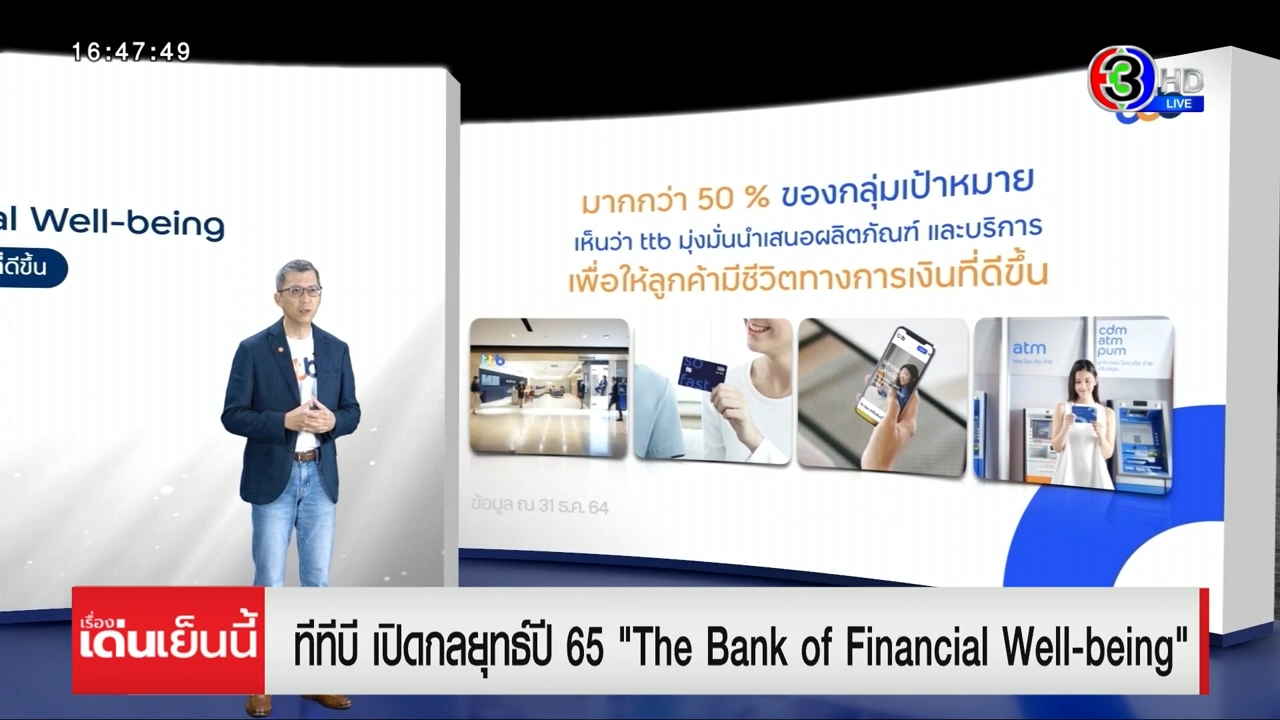 16:47:49
3 HD
LIVE
al Well-being
ที่ดีขึ้น
มากกว่า 50 % ของกลุ่มเป้าหมาย
เห็นว่า ttb มุ่งมั่นนำเสนอผลิตภัณฑ์ และบริการ
เพื่อให้ลูกค้ามีชีวิตทางการเงินที่ดีขึ้น
ttb
so
fast
ttb
atm
cdm
atm
pum
ข้อมูล ณ 31 ธ.ค. 64
เรื่อง
เด่นเย็นนี้
ทีทีบี เปิดกลยุทธ์ปี 65 "The Bank of Financial Well-being"